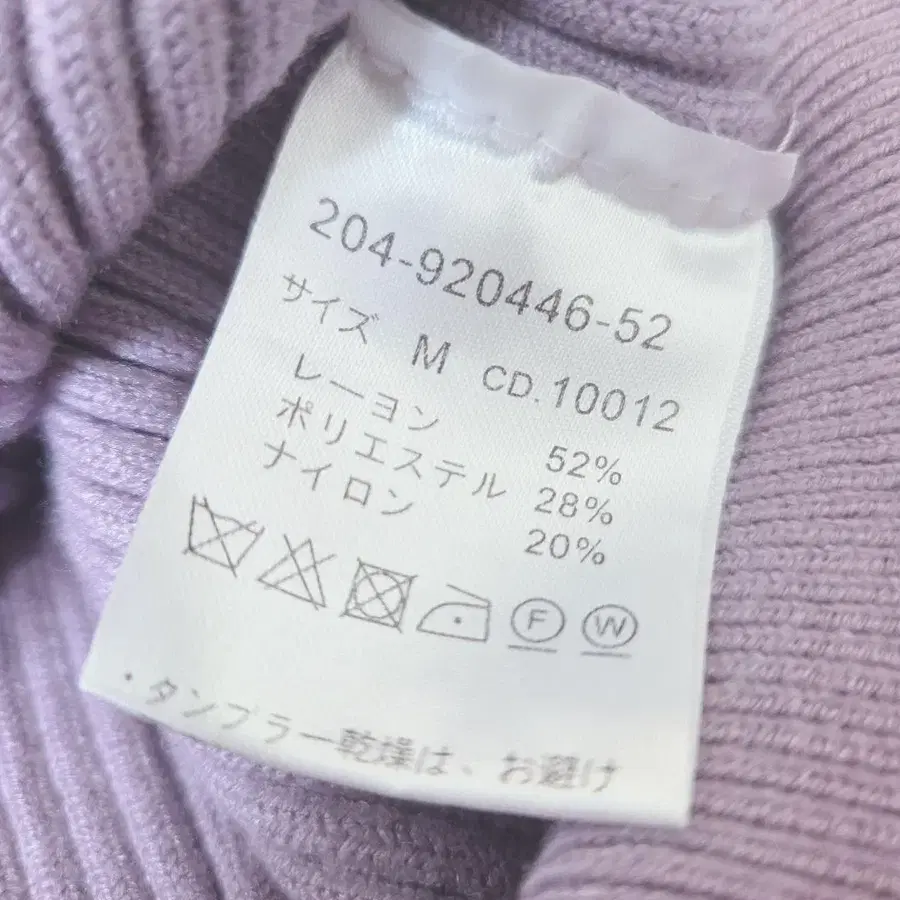 204-920446-52
サイズ M CD.10012
レーヨン 52%
ポリエステル 28%
ナイロン 20%
F W
・タンブラー乾燥は、お避け